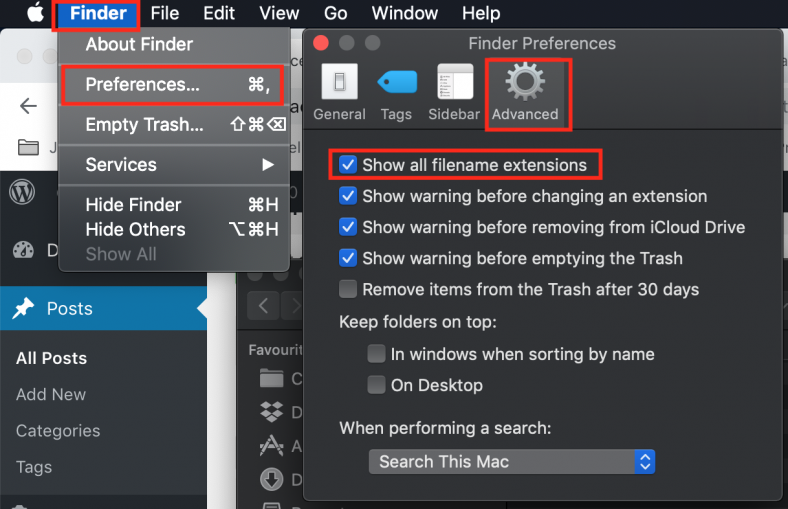 Finder File Edit View Go Window Help
About Finder
Preferences... ⌘,
Empty Trash... ⇧⌘⌫
Services ▶
Hide Finder ⌘H
Hide Others ⌥⌘H
Show All
Finder Preferences
General Tags Sidebar Advanced
Show all filename extensions
Show warning before changing an extension
Show warning before removing from iCloud Drive
Show warning before emptying the Trash
Remove items from the Trash after 30 days
Keep folders on top:
In windows when sorting by name
On Desktop
When performing a search:
Search This Mac
Posts
All Posts
Add New
Categories
Tags